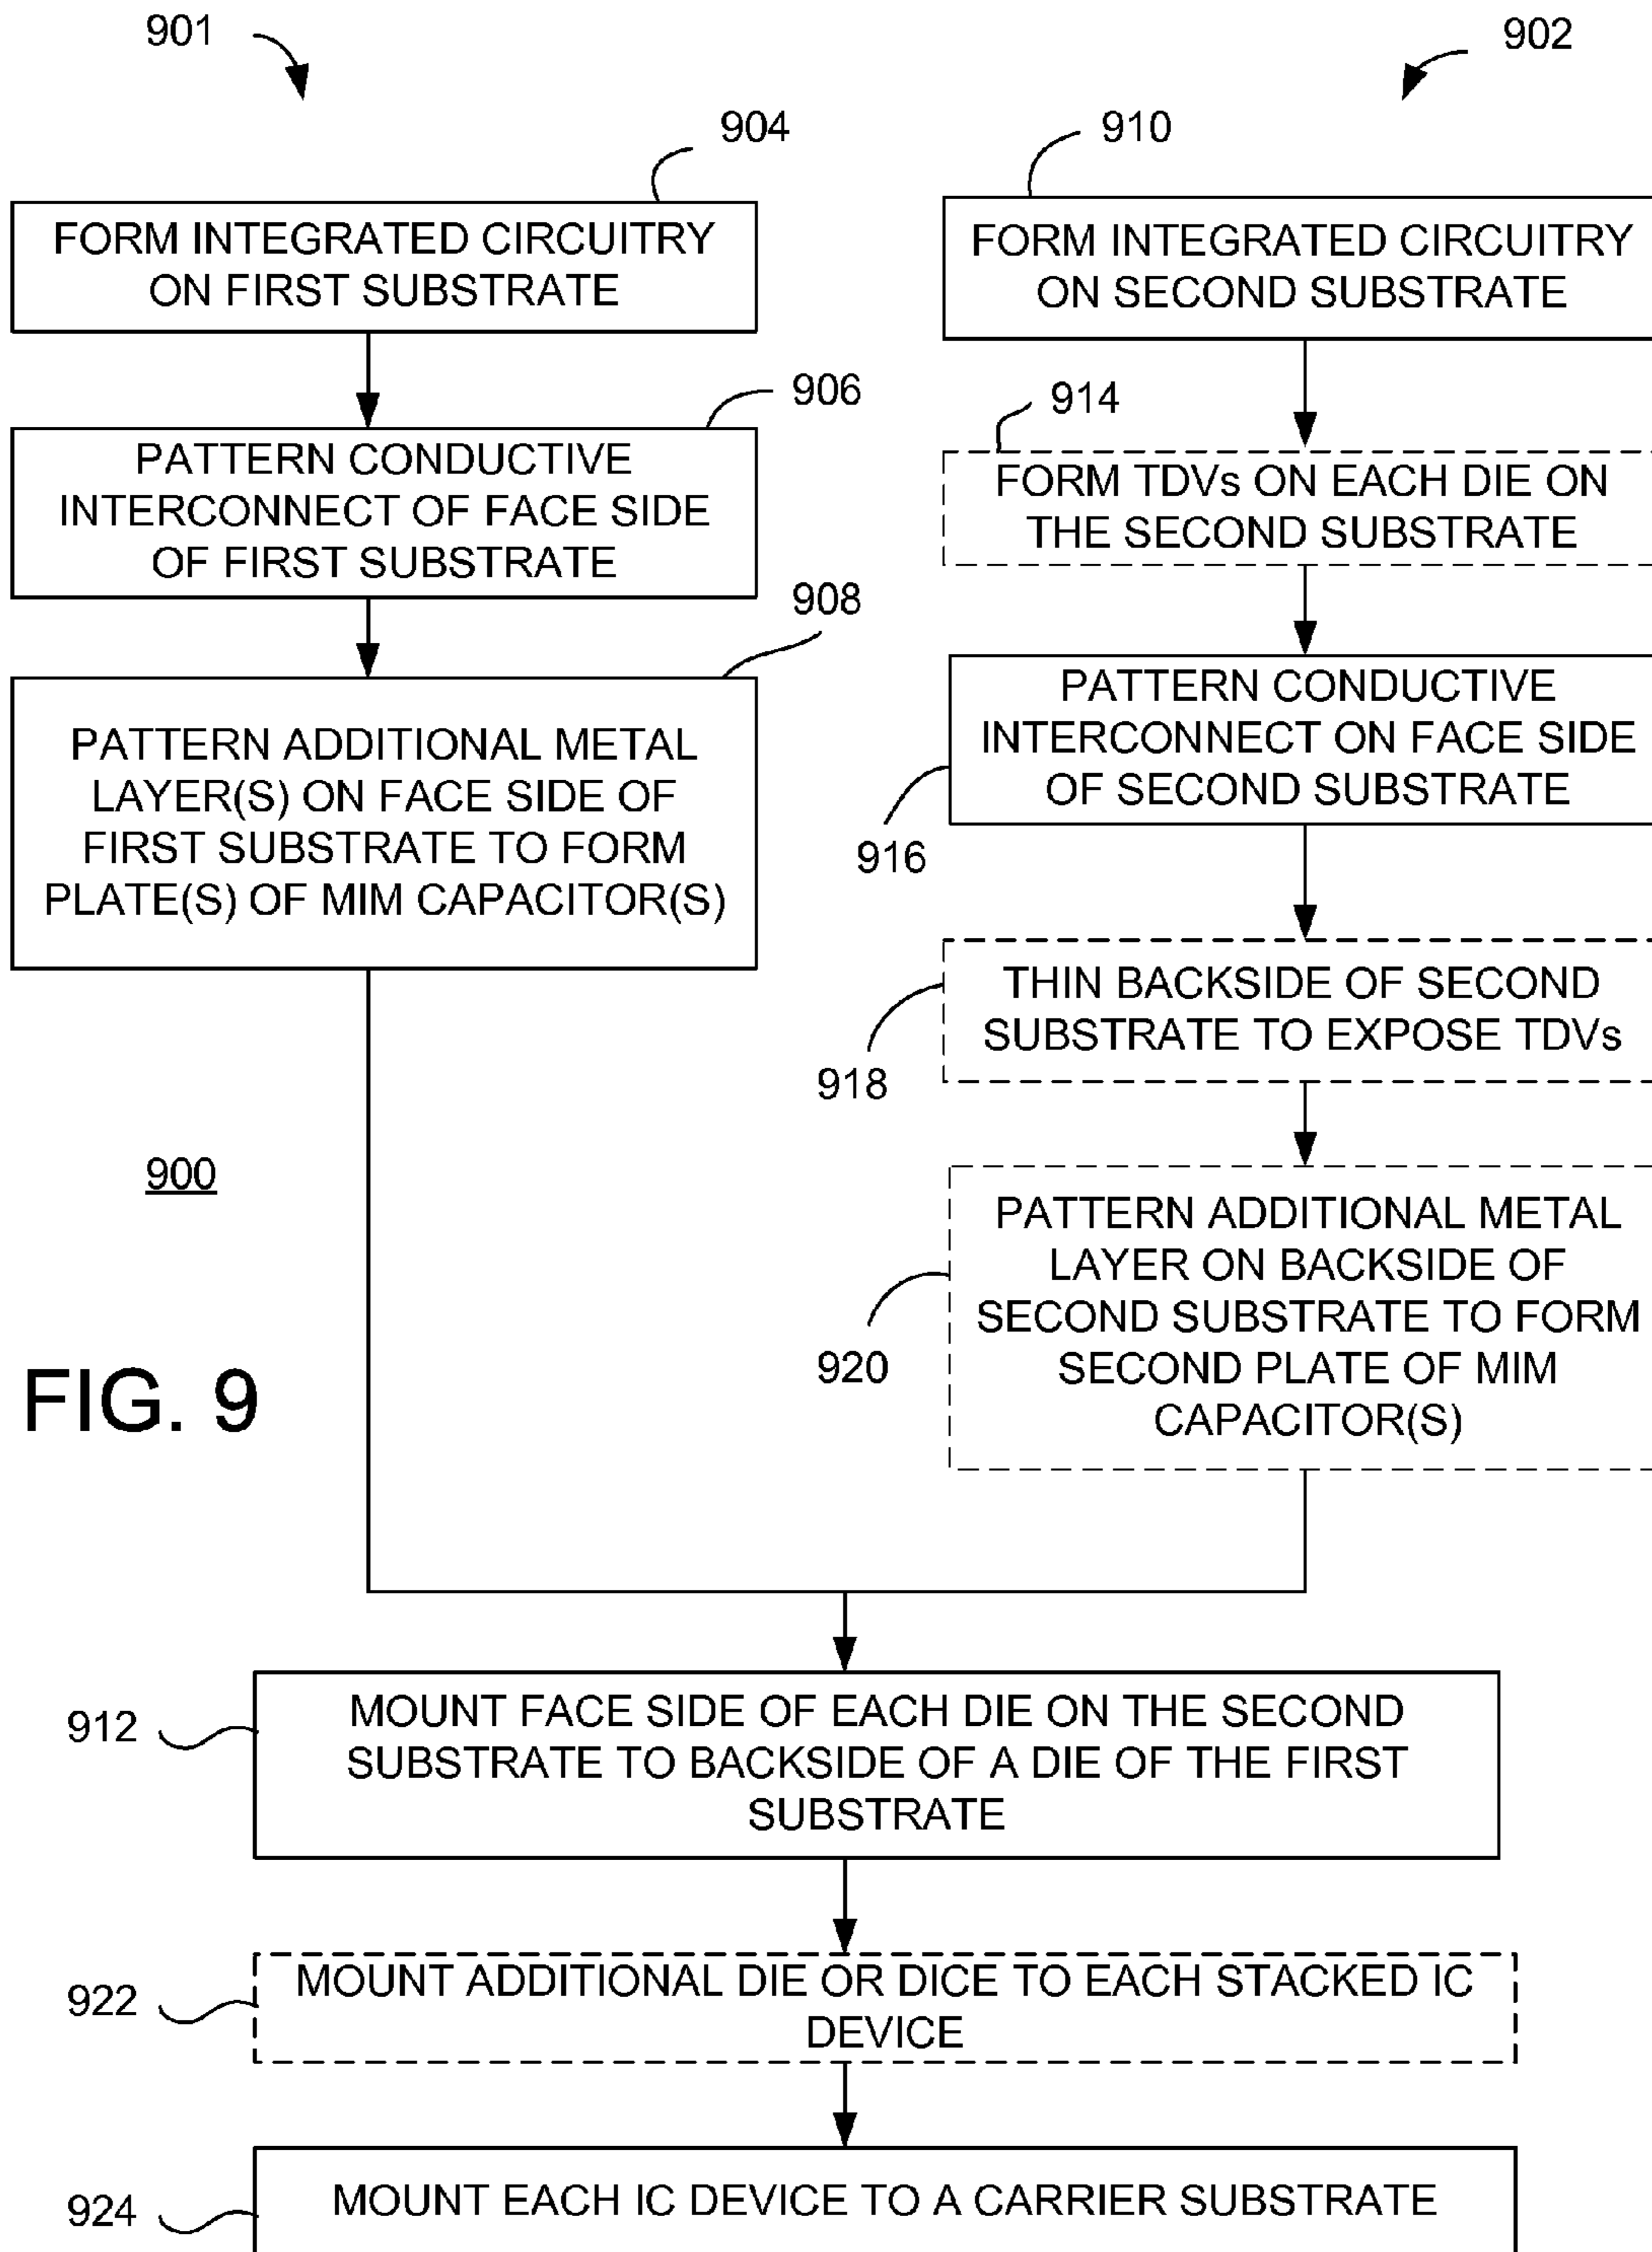 901
902
904
FORM INTEGRATED CIRCUITRY
ON FIRST SUBSTRATE
906
PATTERN CONDUCTIVE
INTERCONNECT OF FACE SIDE
OF FIRST SUBSTRATE
908
PATTERN ADDITIONAL METAL
LAYER(S) ON FACE SIDE OF
FIRST SUBSTRATE TO FORM
PLATE(S) OF MIM CAPACITOR(S)
910
FORM INTEGRATED CIRCUITRY
ON SECOND SUBSTRATE
914
FORM TDVs ON EACH DIE ON
THE SECOND SUBSTRATE
PATTERN CONDUCTIVE
INTERCONNECT ON FACE SIDE
OF SECOND SUBSTRATE
916
THIN BACKSIDE OF SECOND
SUBSTRATE TO EXPOSE TDVs
918
PATTERN ADDITIONAL METAL
LAYER ON BACKSIDE OF
SECOND SUBSTRATE TO FORM
SECOND PLATE OF MIM
CAPACITOR(S)
920
900
FIG. 9
912
MOUNT FACE SIDE OF EACH DIE ON THE SECOND
SUBSTRATE TO BACKSIDE OF A DIE OF THE FIRST
SUBSTRATE
922
MOUNT ADDITIONAL DIE OR DICE TO EACH STACKED IC
DEVICE
924
MOUNT EACH IC DEVICE TO A CARRIER SUBSTRATE